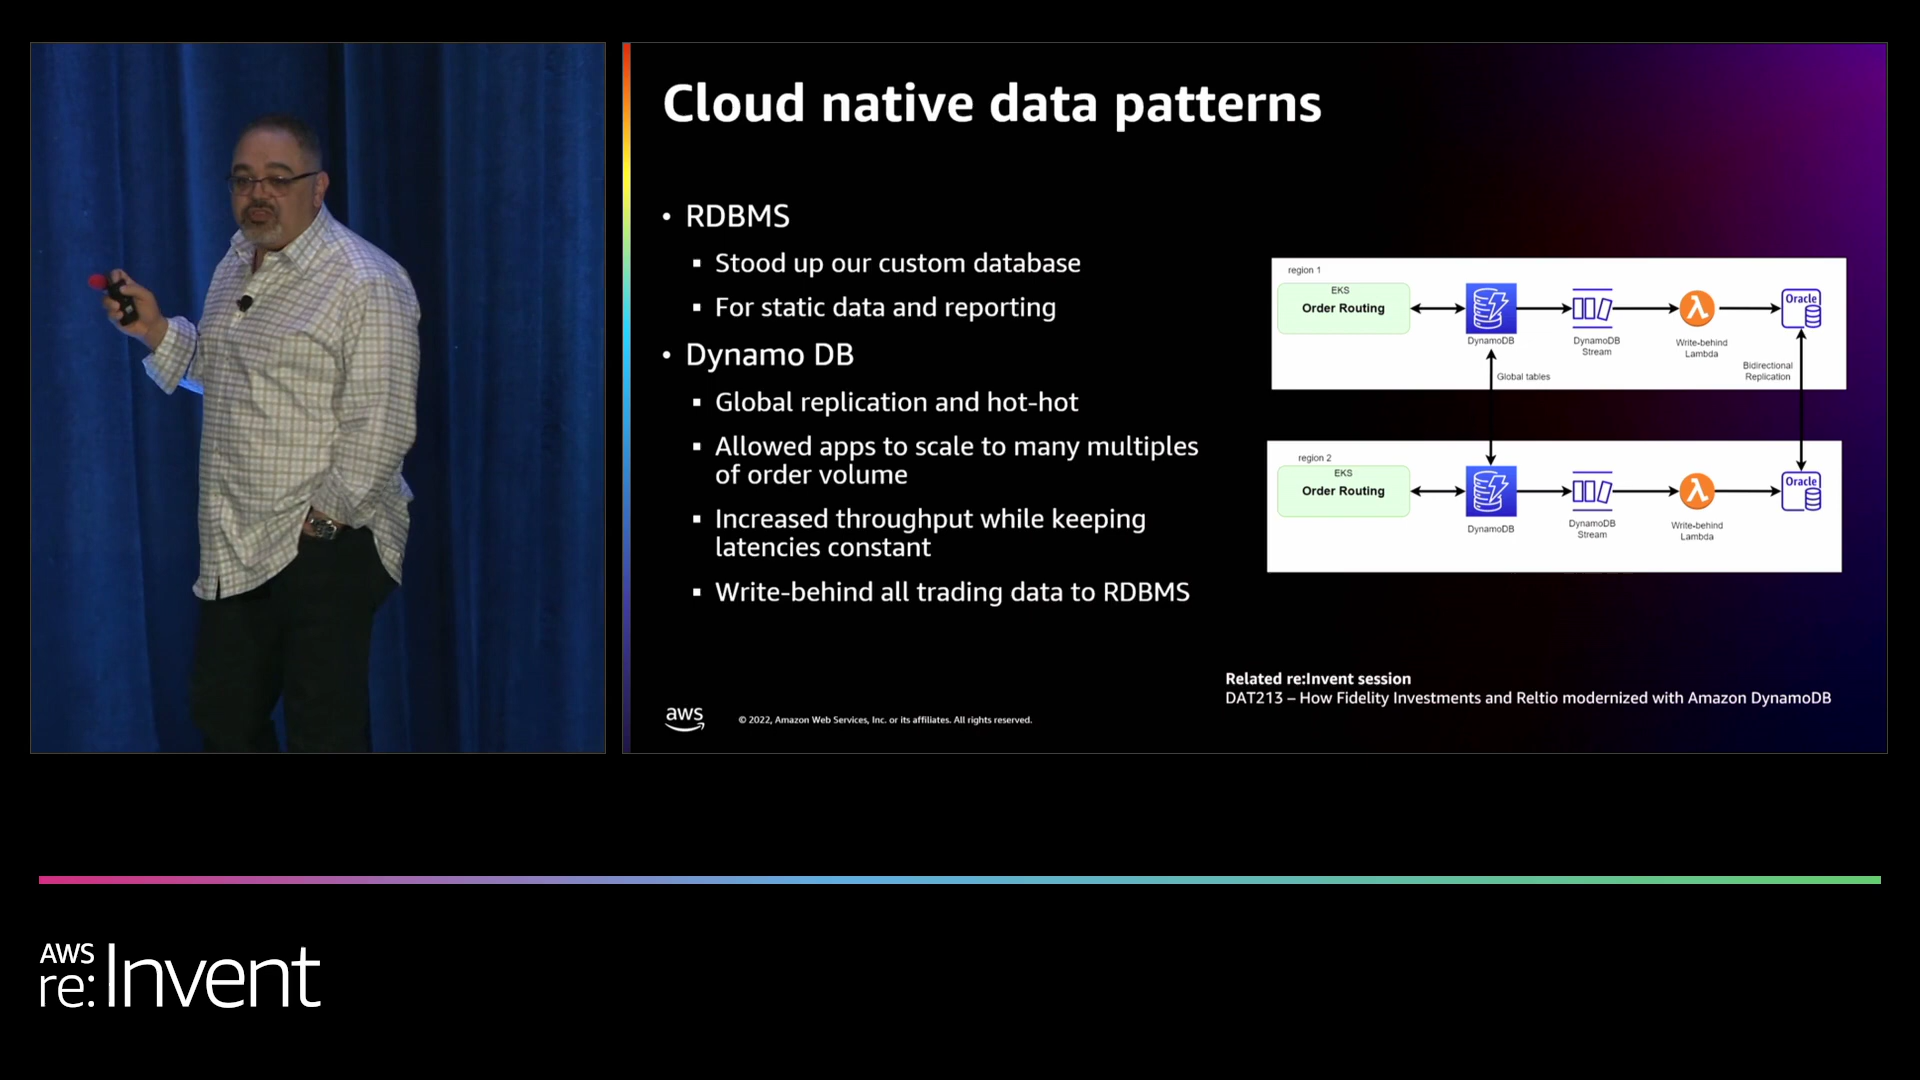 Cloud native data patterns
• RDBMS
▪ Stood up our custom database
▪ For static data and reporting
• Dynamo DB
▪ Global replication and hot-hot
▪ Allowed apps to scale to many multiples
of order volume
▪ Increased throughput while keeping
latencies constant
▪ Write-behind all trading data to RDBMS
region 1
EKS
Order Routing
DynamoDB
DynamoDB
Stream
Write-behind
Lambda
Oracle
Global tables
Bidirectional
Replication
region 2
EKS
Order Routing
DynamoDB
DynamoDB
Stream
Write-behind
Lambda
Oracle
Related re:Invent session
DAT213 – How Fidelity Investments and Reltio modernized with Amazon DynamoDB
aws
© 2022, Amazon Web Services, Inc. or its affiliates. All rights reserved.
AWS
re:Invent